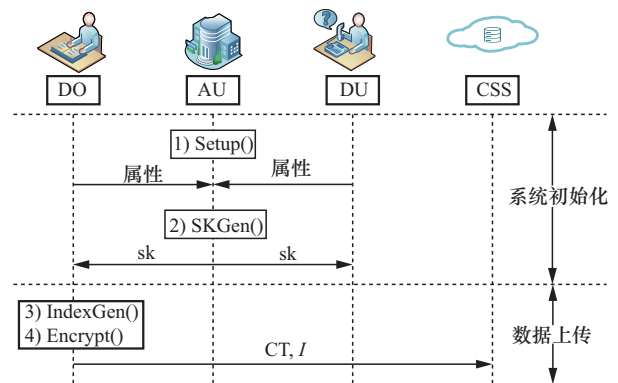 DO
AU
DU
CSS
1) Setup()
属性
属性
系统初始化
2) SKGen()
sk
sk
3) IndexGen()
4) Encrypt()
数据上传
CT, I